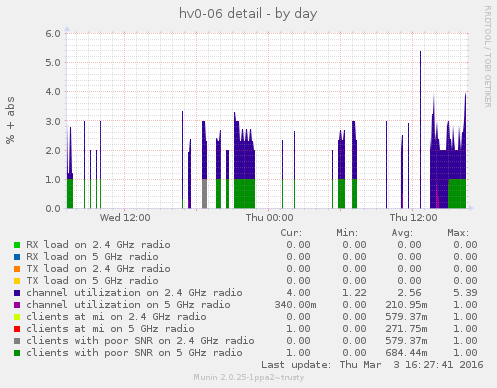 hv0-06 detail - by day
RRDTOOL / TOBI OETIKER
% + abs
6.0
5.0
4.0
3.0
2.0
1.0
0.0
Wed 12:00 Thu 00:00 Thu 12:00
Cur: Min: Avg: Max:
RX load on 2.4 GHz radio 0.00 0.00 0.00 0.00
RX load on 5 GHz radio 0.00 0.00 0.00 0.00
TX load on 2.4 GHz radio 0.00 0.00 0.00 0.00
TX load on 5 GHz radio 0.00 0.00 0.00 0.00
channel utilization on 2.4 GHz radio 4.00 1.22 2.56 5.39
channel utilization on 5 GHz radio 340.00m 0.00 210.95m 1.00
clients at mi on 2.4 GHz radio 0.00 0.00 579.37m 1.00
clients at mi on 5 GHz radio 1.00 0.00 271.75m 1.00
clients with poor SNR on 2.4 GHz radio 0.00 0.00 579.37m 1.00
clients with poor SNR on 5 GHz radio 1.00 0.00 684.44m 1.00
Last update: Thu Mar 3 16:27:41 2016
Munin 2.0.25-1ppa2~trusty